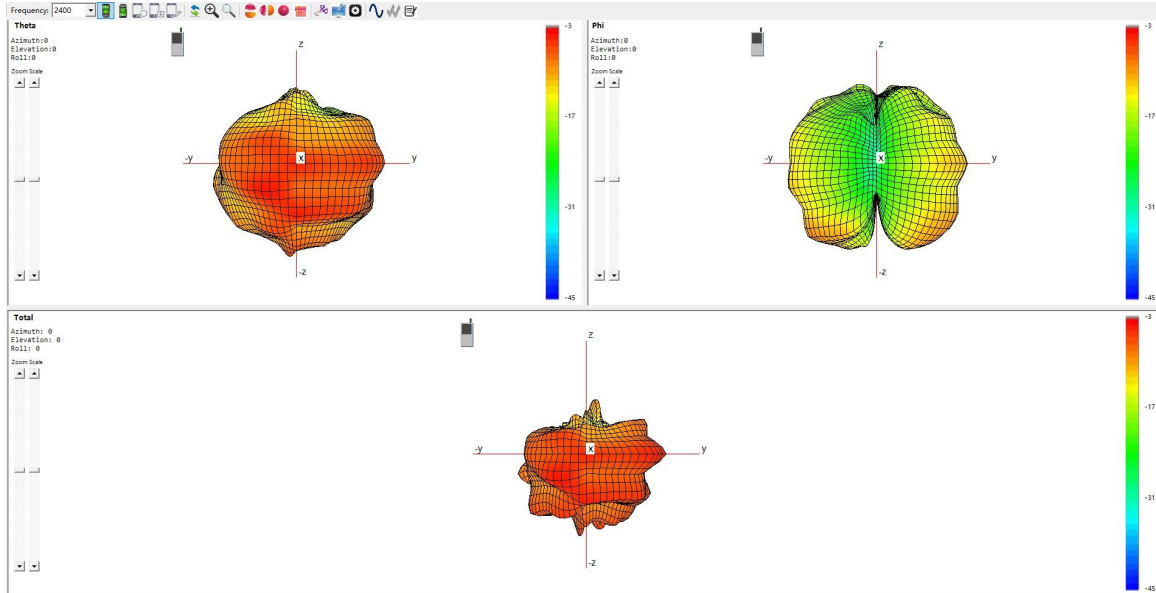 Frequency: 2400
Theta
Azimuth:0
Elevation:0
Roll:0
Zoom Scale
z
-y
x
y
-z
-3
-17
-31
-45
Phi
Azimuth:0
Elevation:0
Roll:0
Zoom Scale
z
-y
x
y
-z
-3
-17
-31
-45
Total
Azimuth: 0
Elevation: 0
Roll: 0
Zoom Scale
z
-y
x
y
-z
-3
-17
-31
-45